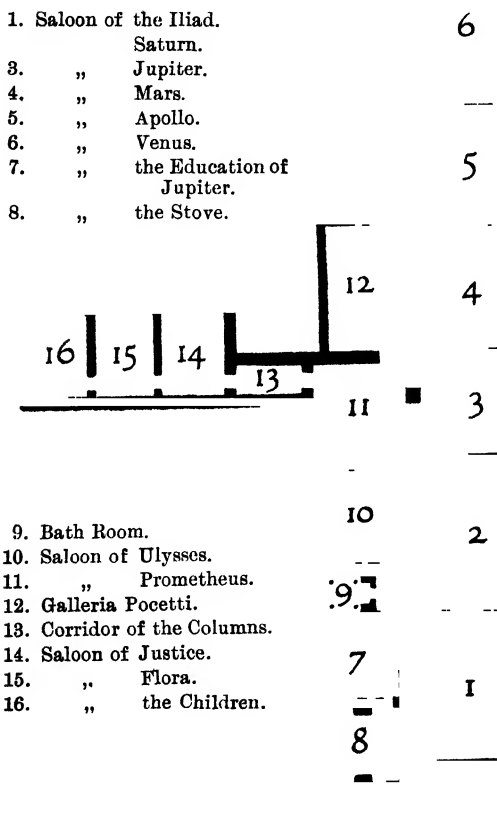 1. Saloon of the Iliad.
Saturn.
3. „ Jupiter.
4. „ Mars.
5. „ Apollo.
6. „ Venus.
7. „ the Education of
Jupiter.
8. „ the Stove.
6
5
4
3
2
1
12
16 15 14
13
11
10
9
7
8
9. Bath Room.
10. Saloon of Ulysses.
11. „ Prometheus.
12. Galleria Pocetti.
13. Corridor of the Columns.
14. Saloon of Justice.
15. „ Flora.
16. „ the Children.